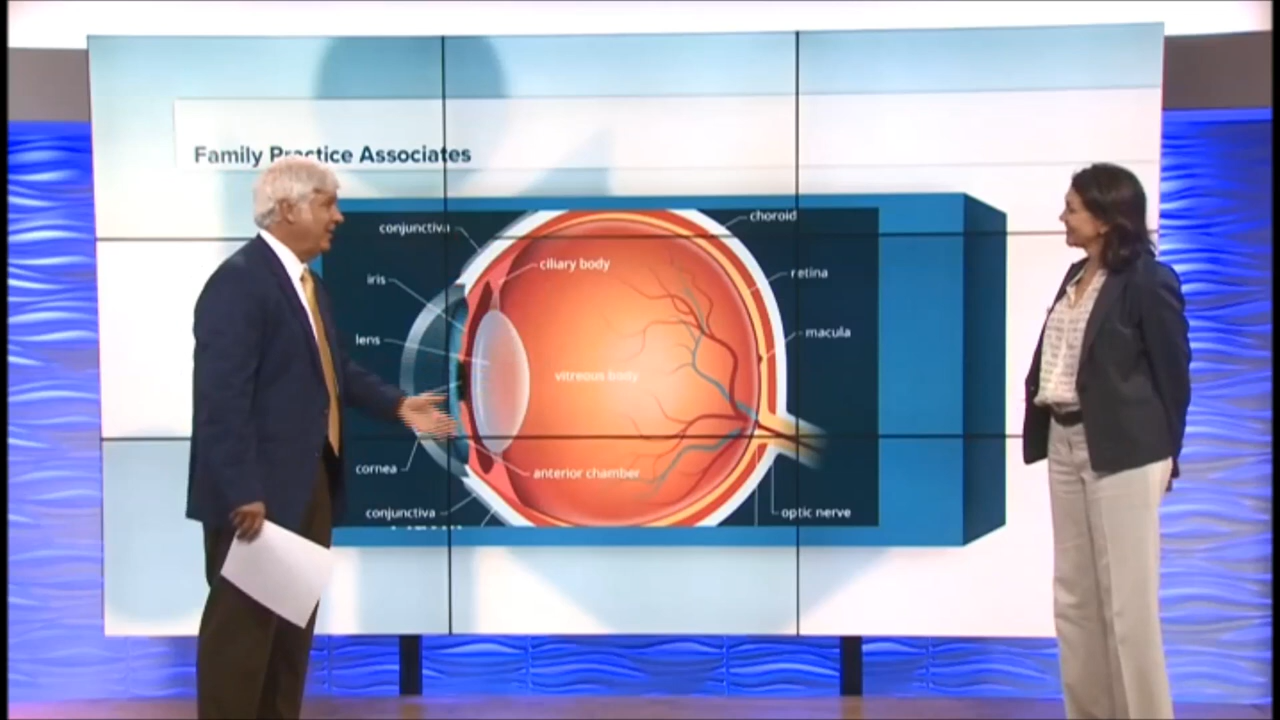 Family Practice Associates
conjunctiva
choroid
ciliary body
retina
iris
macula
lens
vitreous body
cornea
anterior chamber
conjunctiva
optic nerve